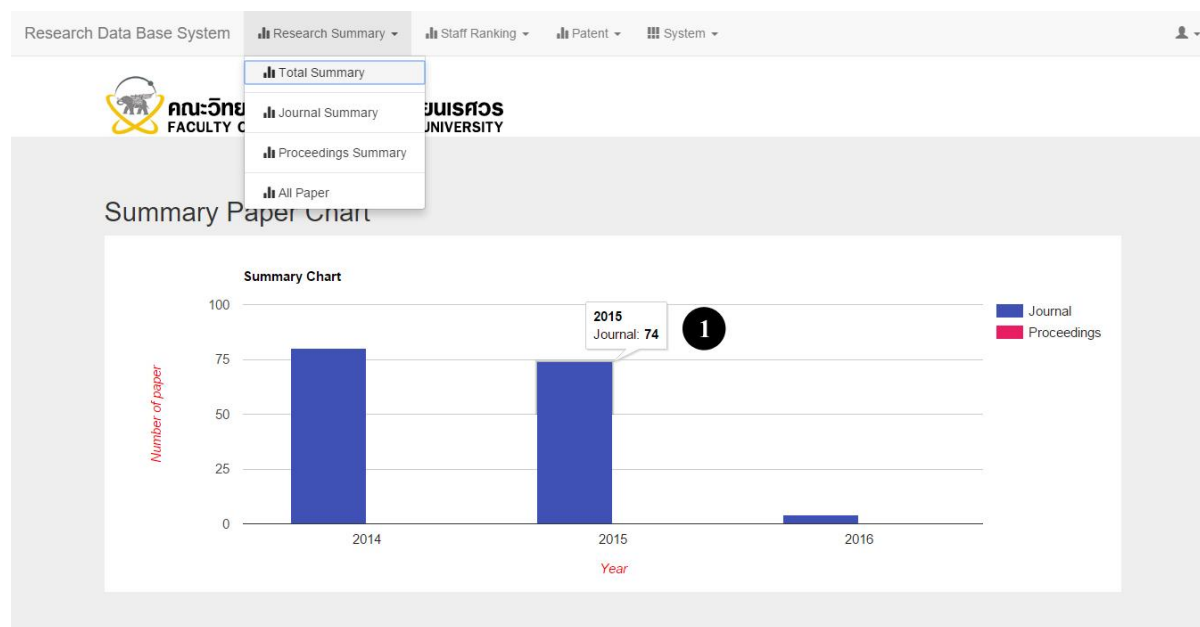 Research Data Base System Research Summary Staff Ranking Patent System
Total Summary
Journal Summary
Proceedings Summary
All Paper
คณะวิทย ยนเรศวร
FACULTY UNIVERSITY
Summary Paper Chart
Summary Chart
100
75
50
25
0
Number of paper
2015
Journal: 74
1
Journal
Proceedings
2014 2015 2016
Year